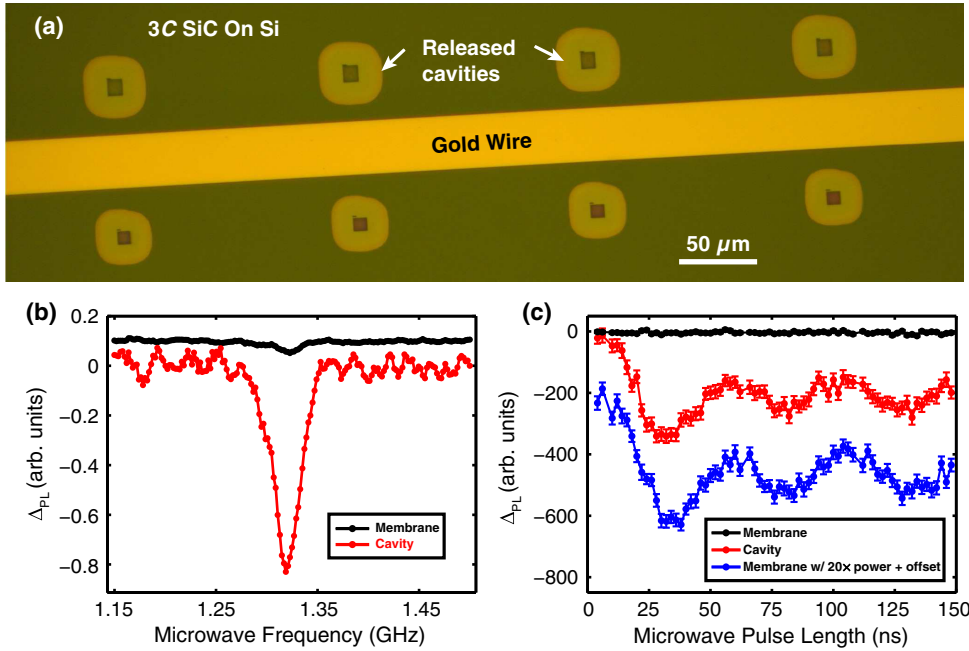 (a)
3C SiC On Si
Released
cavities
Gold Wire
50 μm
(b)
0.2
0
−0.2
−0.4
−0.6
−0.8
Δ_PL (arb. units)
Membrane
Cavity
1.15
1.25
1.35
1.45
Microwave Frequency (GHz)
(c)
0
−200
−400
−600
−800
Δ_PL (arb. units)
Membrane
Cavity
Membrane w/ 20× power + offset
0
25
50
75
100
125
150
Microwave Pulse Length (ns)